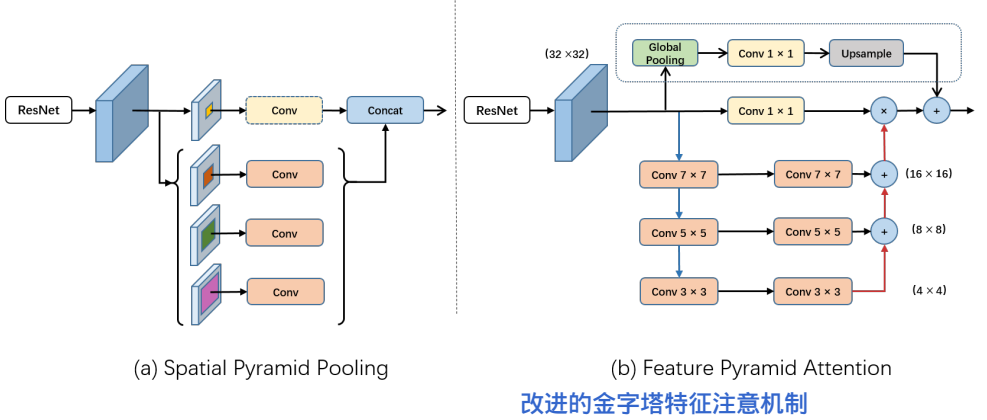 ResNet
Conv
Concat
Conv
Conv
Conv
(a) Spatial Pyramid Pooling
(32 ×32)
Global
Pooling
Conv 1 × 1
Upsample
ResNet
Conv 1 × 1
×
+
Conv 7 × 7
Conv 7 × 7
+
(16 × 16)
Conv 5 × 5
Conv 5 × 5
+
(8 × 8)
Conv 3 × 3
Conv 3 × 3
(4 × 4)
(b) Feature Pyramid Attention
改进的金字塔特征注意机制